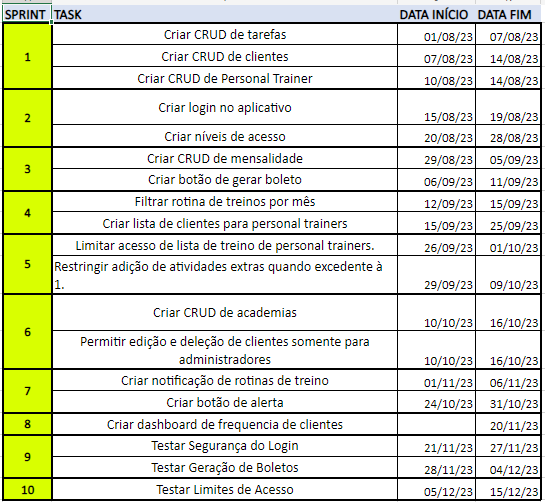 SPRINT TASK DATA INÍCIO DATA FIM
1 Criar CRUD de tarefas 01/08/23 07/08/23
Criar CRUD de clientes 07/08/23 14/08/23
Criar CRUD de Personal Trainer 10/08/23 14/08/23
2 Criar login no aplicativo 15/08/23 19/08/23
Criar níveis de acesso 20/08/23 28/08/23
3 Criar CRUD de mensalidade 29/08/23 05/09/23
Criar botão de gerar boleto 06/09/23 11/09/23
4 Filtrar rotina de treinos por mês 12/09/23 15/09/23
Criar lista de clientes para personal trainers 15/09/23 25/09/23
5 Limitar acesso de lista de treino de personal trainers. 26/09/23 01/10/23
Restringir adição de atividades extras quando excedente à
1. 29/09/23 09/10/23
6 Criar CRUD de academias 10/10/23 16/10/23
Permitir edição e deleção de clientes somente para
administradores 10/10/23 16/10/23
7 Criar notificação de rotinas de treino 01/11/23 06/11/23
Criar botão de alerta 24/10/23 31/10/23
8 Criar dashboard de frequencia de clientes 20/11/23
9 Testar Segurança do Login 21/11/23 27/11/23
Testar Geração de Boletos 28/11/23 04/12/23
10 Testar Limites de Acesso 05/12/23 15/12/23